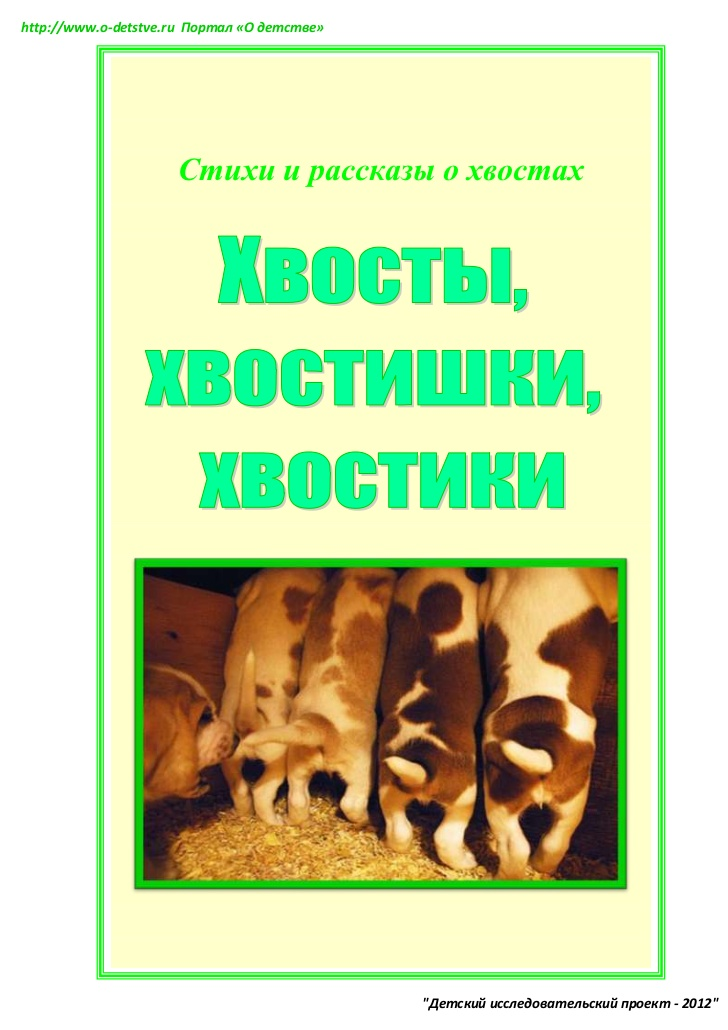 http://www.o-detstve.ru Портал «О детстве»
Стихи и рассказы о хвостах
Хвосты,
хвостишки,
хвостики
"Детский исследовательский проект - 2012"